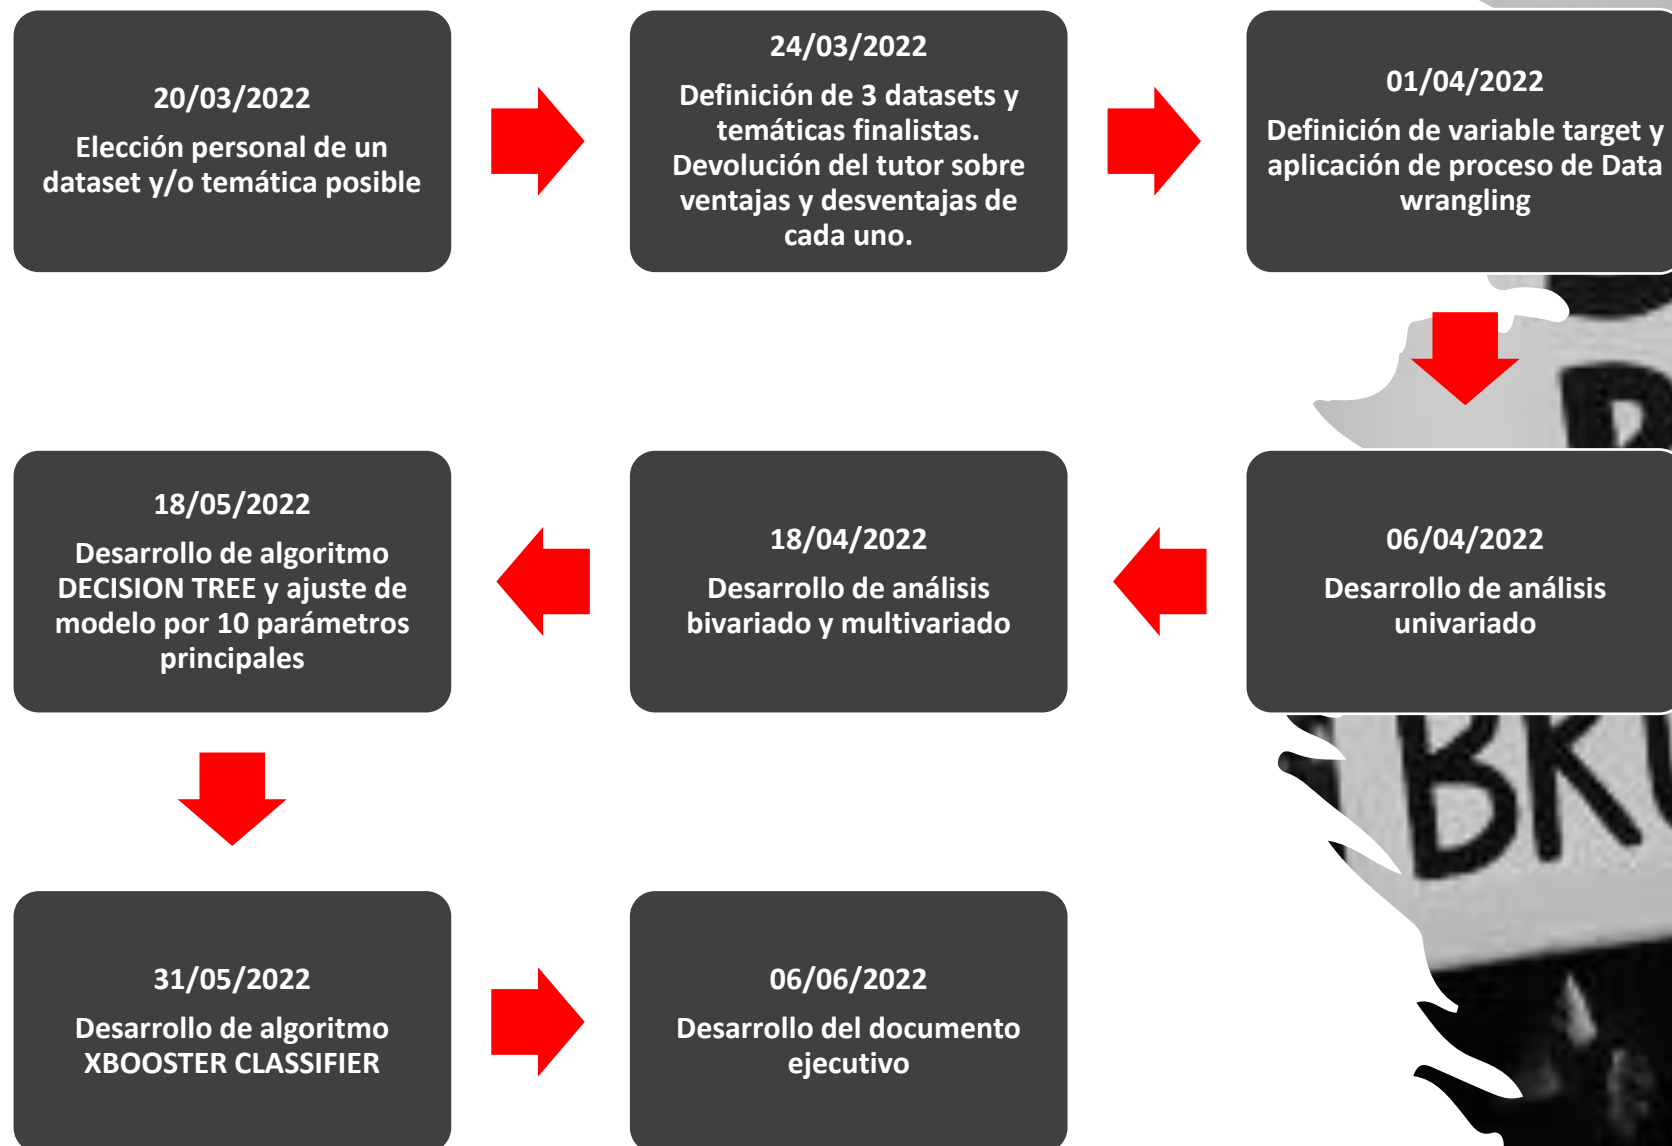 20/03/2022
Elección personal de un
dataset y/o temática posible
24/03/2022
Definición de 3 datasets y
temáticas finalistas.
Devolución del tutor sobre
ventajas y desventajas de
cada uno.
01/04/2022
Definición de variable target y
aplicación de proceso de Data
wrangling
06/04/2022
Desarrollo de análisis
univariado
18/04/2022
Desarrollo de análisis
bivariado y multivariado
18/05/2022
Desarrollo de algoritmo
DECISION TREE y ajuste de
modelo por 10 parámetros
principales
31/05/2022
Desarrollo de algoritmo
XBOOSTER CLASSIFIER
06/06/2022
Desarrollo del documento
ejecutivo